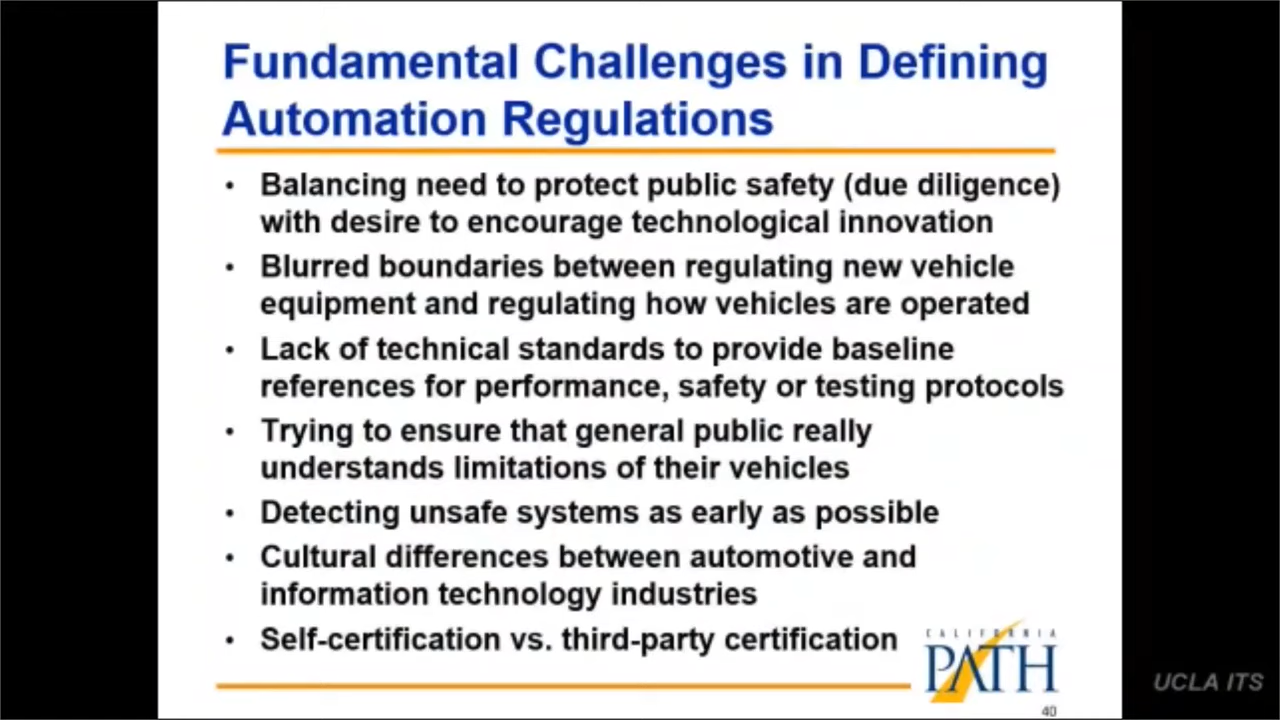 Fundamental Challenges in Defining
Automation Regulations
• Balancing need to protect public safety (due diligence)
with desire to encourage technological innovation
• Blurred boundaries between regulating new vehicle
equipment and regulating how vehicles are operated
• Lack of technical standards to provide baseline
references for performance, safety or testing protocols
• Trying to ensure that general public really
understands limitations of their vehicles
• Detecting unsafe systems as early as possible
• Cultural differences between automotive and
information technology industries
• Self-certification vs. third-party certification
CALIFORNIA
PATH
UCLA ITS
40